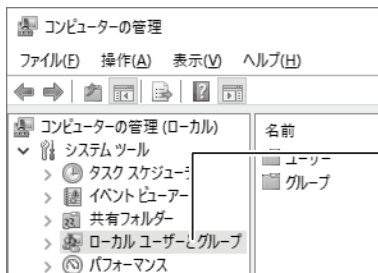 コンピューターの管理
ファイル(F) 操作(A) 表示(V) ヘルプ(H)
コンピューターの管理 (ローカル)
システム ツール
タスク スケジュー
イベント ビューアー
共有フォルダー
ローカル ユーザーとグループ
パフォーマンス
名前
ユーザー
グループ